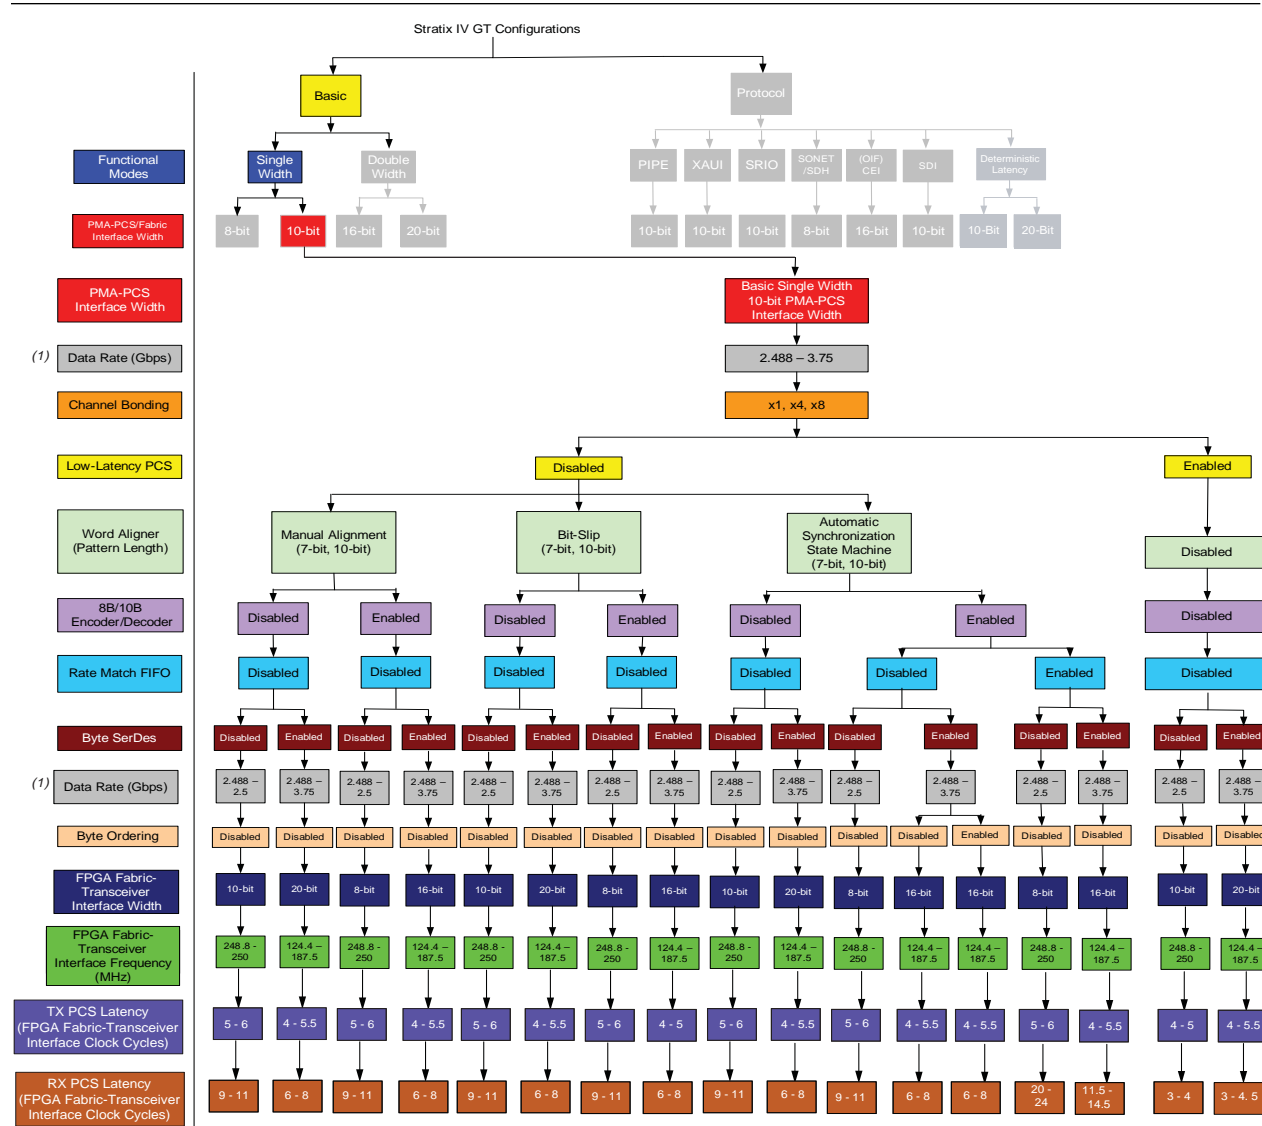 Stratix IV GT Configurations
Basic
Protocol
Functional
Modes
Single
Width
Double
Width
PIPE
XAUI
SRIO
SONET
/SDH
(OIF)
CEI
SDI
Deterministic
Latency
PMA-PCS/Fabric
Interface Width
8-bit
10-bit
16-bit
20-bit
10-bit
10-bit
10-bit
8-bit
16-bit
10-bit
10-Bit
20-Bit
PMA-PCS
Interface Width
Basic Single Width
10-bit PMA-PCS
Interface Width
(1)
Data Rate (Gbps)
2.488 – 3.75
Channel Bonding
x1, x4, x8
Low-Latency PCS
Disabled
Enabled
Word Aligner
(Pattern Length)
Manual Alignment
(7-bit, 10-bit)
Bit-Slip
(7-bit, 10-bit)
Automatic
Synchronization
State Machine
(7-bit, 10-bit)
Disabled
8B/10B
Encoder/Decoder
Disabled
Enabled
Disabled
Enabled
Disabled
Enabled
Disabled
Rate Match FIFO
Disabled
Disabled
Disabled
Disabled
Disabled
Disabled
Enabled
Disabled
Byte SerDes
Disabled
Enabled
Disabled
Enabled
Disabled
Enabled
Disabled
Enabled
Disabled
Enabled
Disabled
Enabled
Disabled
Enabled
Disabled
Enabled
(1)
Data Rate (Gbps)
2.488 –
2.5
2.488 –
3.75
2.488 –
2.5
2.488 –
3.75
2.488 –
2.5
2.488 –
3.75
2.488 –
2.5
2.488 –
3.75
2.488 –
2.5
2.488 –
3.75
2.488 –
2.5
2.488 –
3.75
2.488 –
2.5
2.488 –
3.75
2.488 –
2.5
2.488 –
3.75
Byte Ordering
Disabled
Disabled
Disabled
Disabled
Disabled
Disabled
Disabled
Disabled
Disabled
Disabled
Disabled
Disabled
Enabled
Disabled
Disabled
Disabled
Disabled
FPGA Fabric-
Transceiver
Interface Width
10-bit
20-bit
8-bit
16-bit
10-bit
20-bit
8-bit
16-bit
10-bit
20-bit
8-bit
16-bit
16-bit
8-bit
16-bit
10-bit
20-bit
FPGA Fabric-
Transceiver
Interface Frequency
(MHz)
248.8 -
250
124.4 –
187.5
248.8 -
250
124.4 –
187.5
248.8 -
250
124.4 –
187.5
248.8 -
250
124.4 –
187.5
248.8 -
250
124.4 –
187.5
248.8 -
250
124.4 –
187.5
124.4 –
187.5
248.8 -
250
124.4 –
187.5
248.8 -
250
124.4 –
187.5
TX PCS Latency
(FPGA Fabric-Transceiver
Interface Clock Cycles)
5 - 6
4 - 5.5
5 - 6
4 - 5.5
5 - 6
4 - 5.5
5 - 6
4 - 5
5 - 6
4 - 5.5
5 - 6
4 - 5.5
4 - 5.5
5 - 6
4 - 5.5
4 - 5
4 - 5.5
RX PCS Latency
(FPGA Fabric-Transceiver
Interface Clock Cycles)
9 - 11
6 - 8
9 - 11
6 - 8
9 - 11
6 - 8
9 - 11
6 - 8
9 - 11
6 - 8
9 - 11
6 - 8
6 - 8
20 -
24
11.5 -
14.5
3 - 4
3 - 4. 5